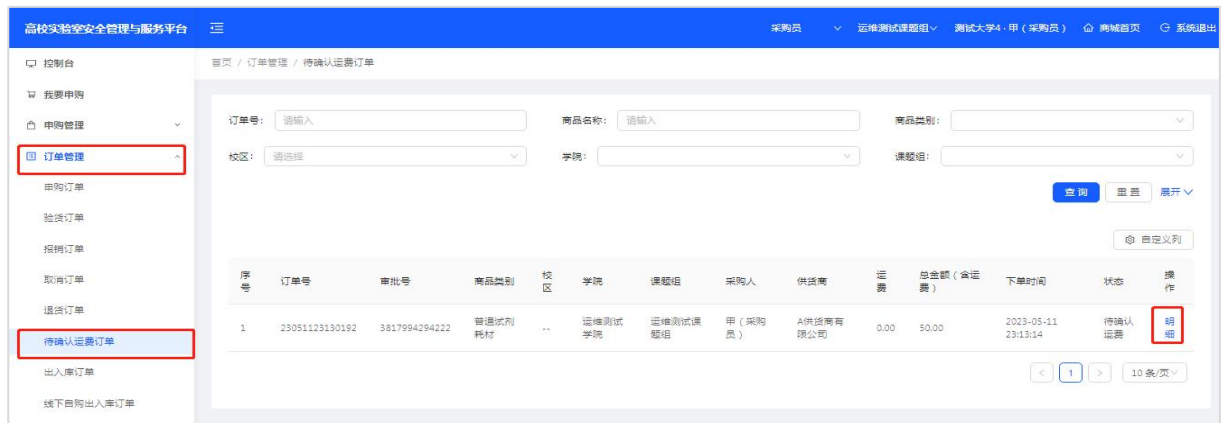 高校实验室安全管理与服务平台
采购员 运维测试课题组 测试大学4 · 甲（采购员） 商城首页 系统退出
控制台
首页 / 订单管理 / 待确认运费订单
我要申购
申购管理
订单管理
申购订单
验货订单
报销订单
取消订单
退货订单
待确认运费订单
出入库订单
线下自购出入库订单
订单号： 请输入 商品名称： 请输入 商品类别：
校区： 请选择 学院： 课题组：
查 询 重 置 展开
自定义列
序号 订单号 审批号 商品类别 校区 学院 课题组 采购人 供货商 运费 总金额（含运费） 下单时间 状态 操作
1 23051123130192 3817994294222 普通试剂耗材 -- 运维测试学院 运维测试课题组 甲（采购员） A供货商有限公司 0.00 50.00 2023-05-11 23:13:14 待确认运费 明细
< 1 > 10 条/页